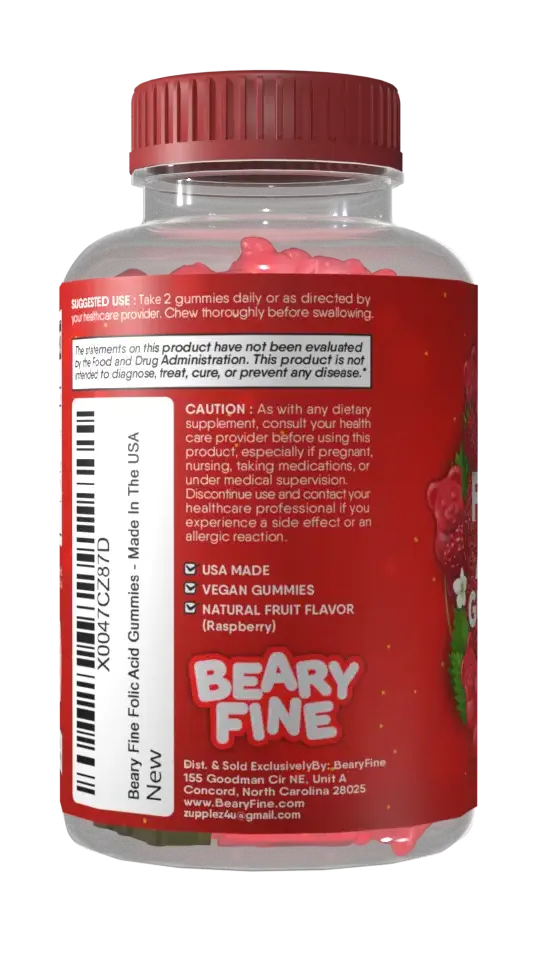 SUGGESTED USE : Take 2 gummies daily or as directed by
your healthcare provider. Chew thoroughly before swallowing.
The statements on this product have not been evaluated
by the Food and Drug Administration. This product is not
intended to diagnose, treat, cure, or prevent any disease.*
X0047CZ87D
Beary Fine Folic Acid Gummies - Made In The USA
New
CAUTION : As with any dietary
supplement, consult your health
care provider before using this
product, especially if pregnant,
nursing, taking medications, or
under medical supervision.
Discontinue use and contact your
healthcare professional if you
experience a side effect or an
allergic reaction.
USA MADE
VEGAN GUMMIES
NATURAL FRUIT FLAVOR
(Raspberry)
BEARY
FINE
Dist. & Sold ExclusivelyBy: BearyFine
155 Goodman Cir NE, Unit A
Concord, North Carolina 28025
www.BearyFine.com
zupplez4u@gmail.com